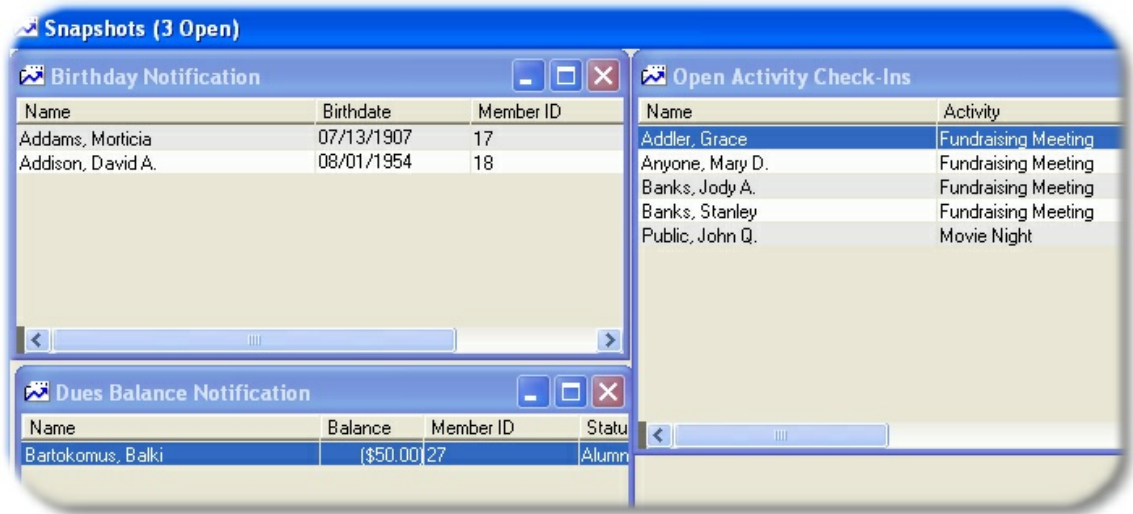 Snapshots (3 Open)
Birthday Notification
Name Birthdate Member ID
Addams, Morticia 07/13/1907 17
Addison, David A. 08/01/1954 18
Dues Balance Notification
Name Balance Member ID Statu
Bartokomus, Balki ($50.00) 27 Alumn
Open Activity Check-Ins
Name Activity
Addler, Grace Fundraising Meeting
Anyone, Mary D. Fundraising Meeting
Banks, Jody A. Fundraising Meeting
Banks, Stanley Fundraising Meeting
Public, John Q. Movie Night